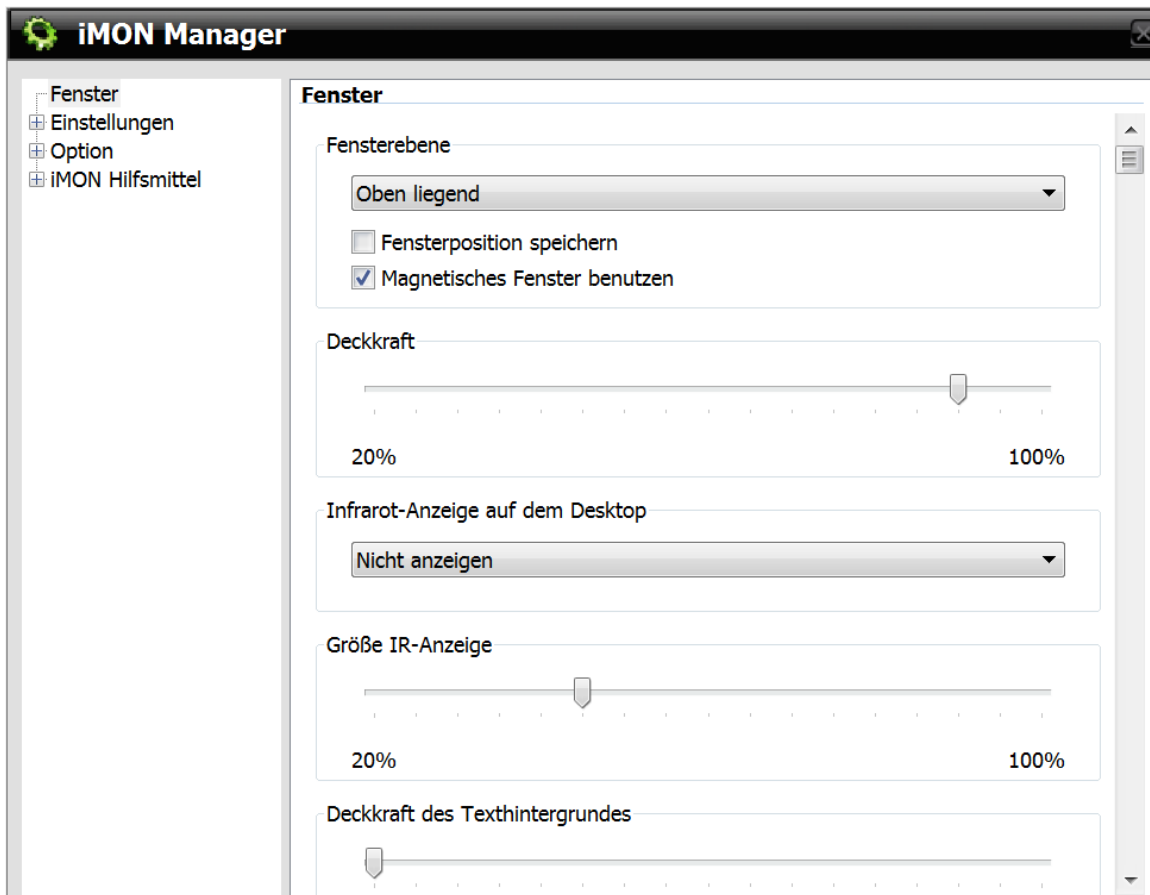 iMON Manager
Fenster
Einstellungen
Option
iMON Hilfsmittel
Fenster
Fensterebene
Oben liegend
Fensterposition speichern
Magnetisches Fenster benutzen
Deckkraft
20% 100%
Infrarot-Anzeige auf dem Desktop
Nicht anzeigen
Größe IR-Anzeige
20% 100%
Deckkraft des Texthintergrundes